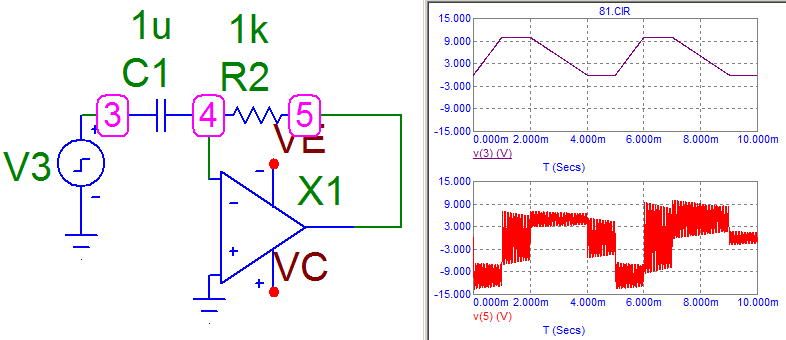 1u
1k
C1
R2
3
4
5
VE
V3
+
−
−
−
X1
+
+
VC
81.CIR
15.000
9.000
3.000
-3.000
-9.000
-15.000
0.000m 2.000m 4.000m 6.000m 8.000m 10.000m
v(3) (V)
T (Secs)
15.000
9.000
3.000
-3.000
-9.000
-15.000
0.000m 2.000m 4.000m 6.000m 8.000m 10.000m
v(5) (V)
T (Secs)